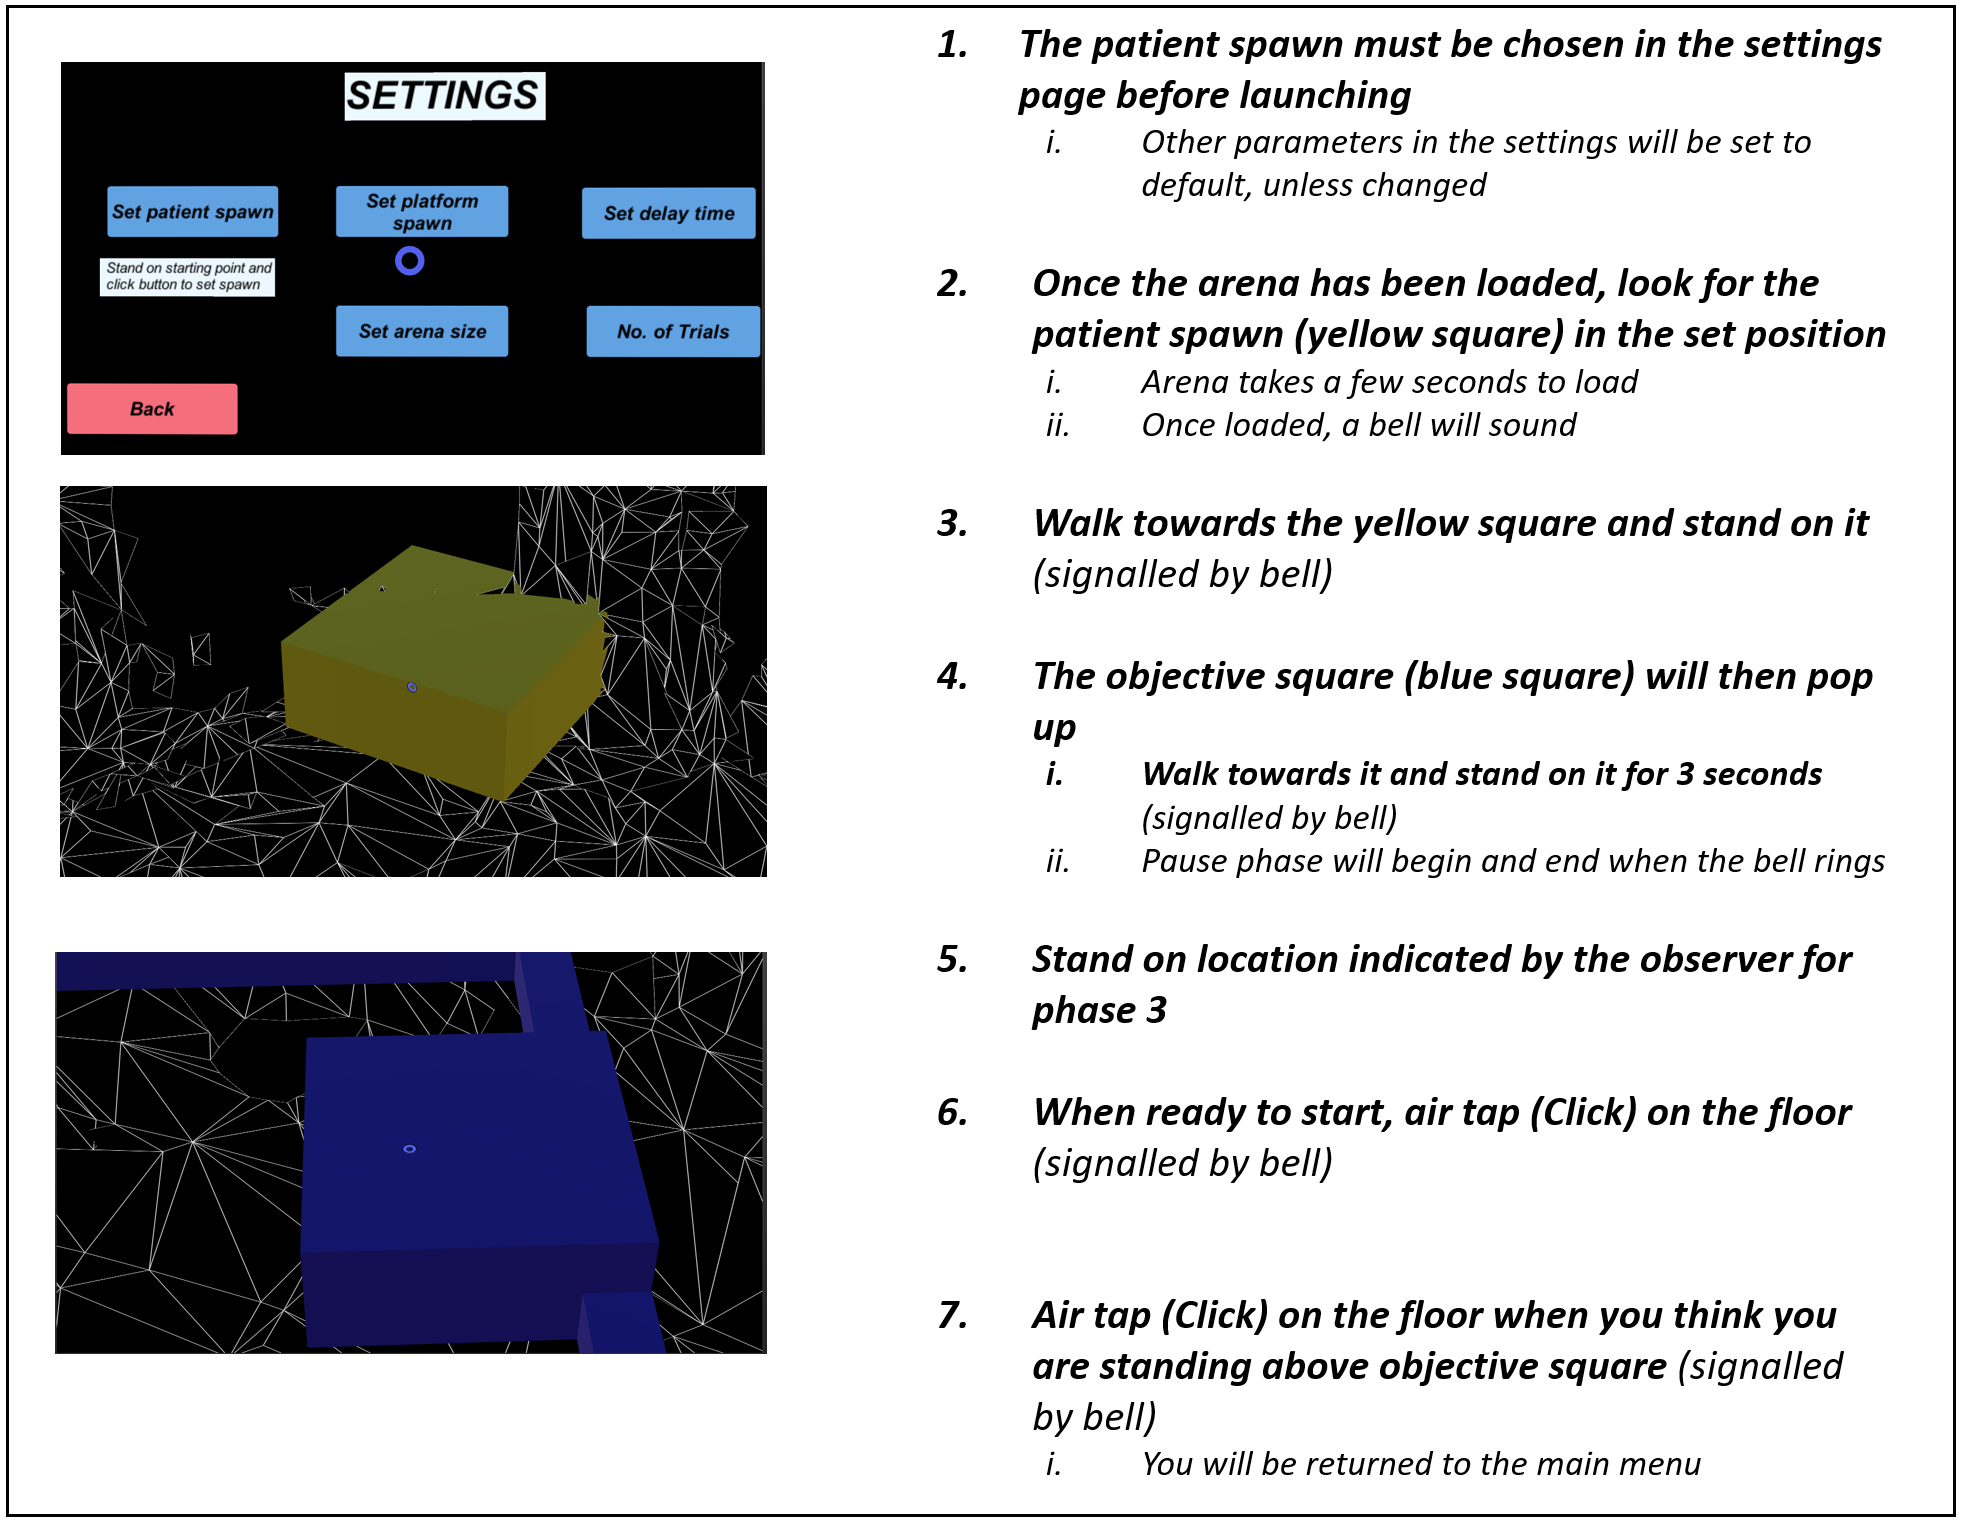 SETTINGS
Set patient spawn
Set platform
spawn
Set delay time
Stand on starting point and
click button to set spawn
Set arena size
No. of Trials
Back
1. The patient spawn must be chosen in the settings
page before launching
i. Other parameters in the settings will be set to
default, unless changed
2. Once the arena has been loaded, look for the
patient spawn (yellow square) in the set position
i. Arena takes a few seconds to load
ii. Once loaded, a bell will sound
3. Walk towards the yellow square and stand on it
(signalled by bell)
4. The objective square (blue square) will then pop
up
i. Walk towards it and stand on it for 3 seconds
(signalled by bell)
ii. Pause phase will begin and end when the bell rings
5. Stand on location indicated by the observer for
phase 3
6. When ready to start, air tap (Click) on the floor
(signalled by bell)
7. Air tap (Click) on the floor when you think you
are standing above objective square (signalled
by bell)
i. You will be returned to the main menu